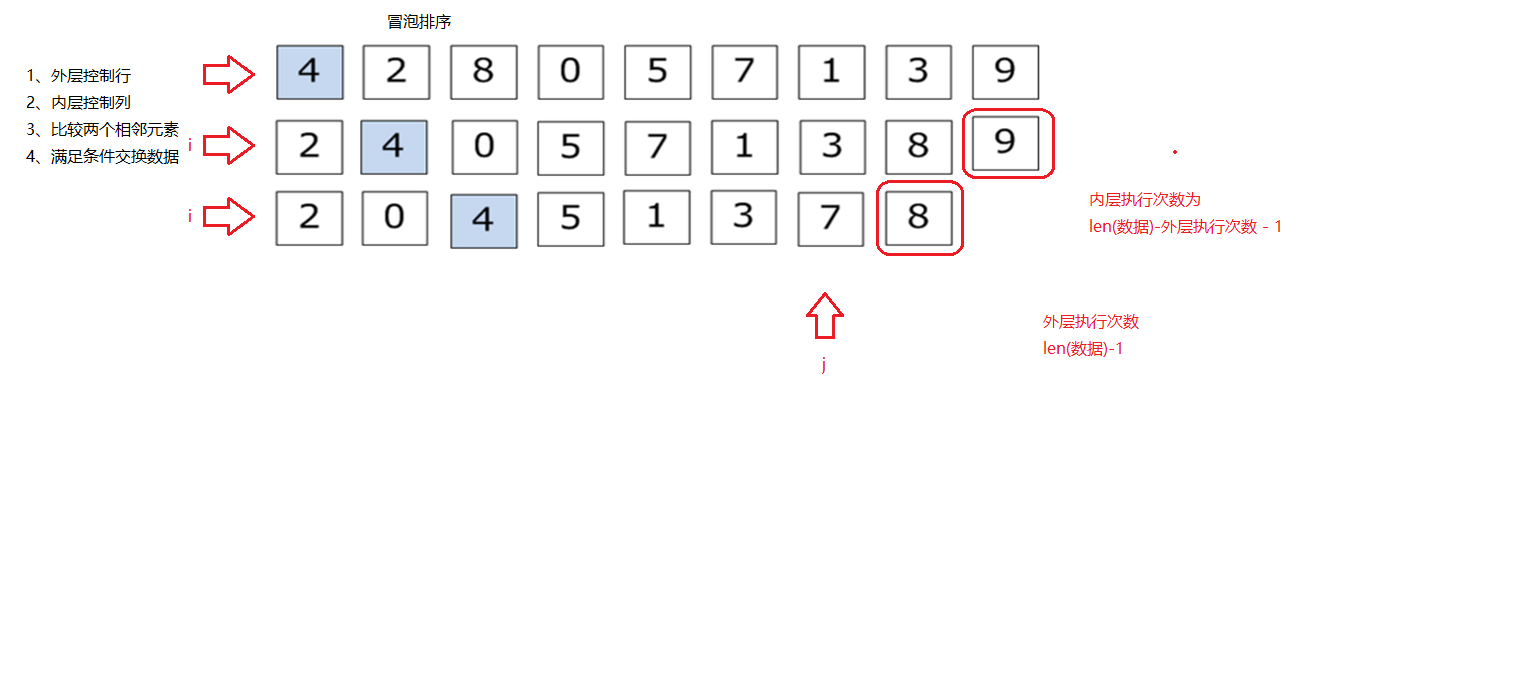 冒泡排序
1、外层控制行
2、内层控制列
3、比较两个相邻元素
4、满足条件交换数据
4 2 8 0 5 7 1 3 9
i
2 4 0 5 7 1 3 8 9
i
2 0 4 5 1 3 7 8
内层执行次数为
len(数据)-外层执行次数 - 1
j
外层执行次数
len(数据)-1